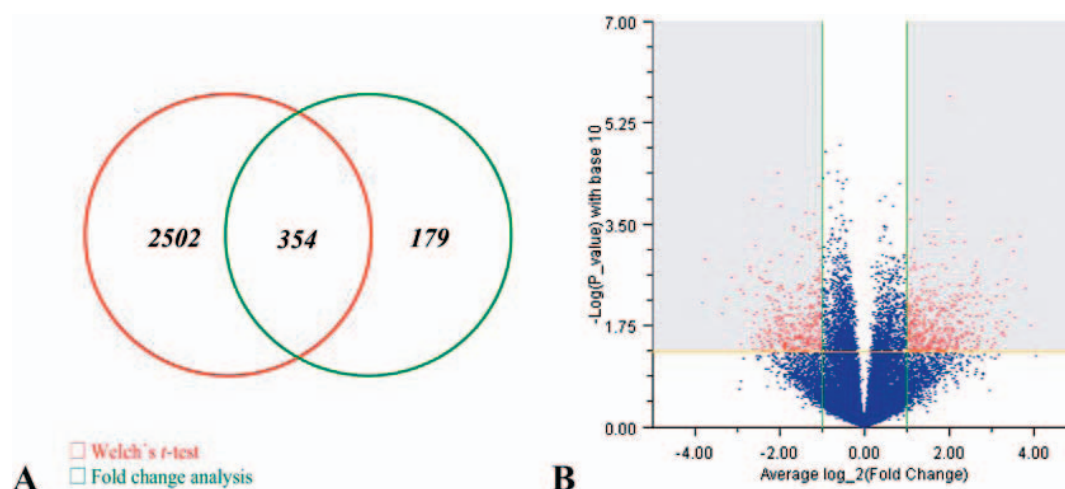 2502
354
179
Welch's t-test
Fold change analysis
A
7.00
5.25
3.50
1.75
0.00
-Log(P_value) with base 10
-4.00
-2.00
0.00
2.00
4.00
Average log_2(Fold Change)
B